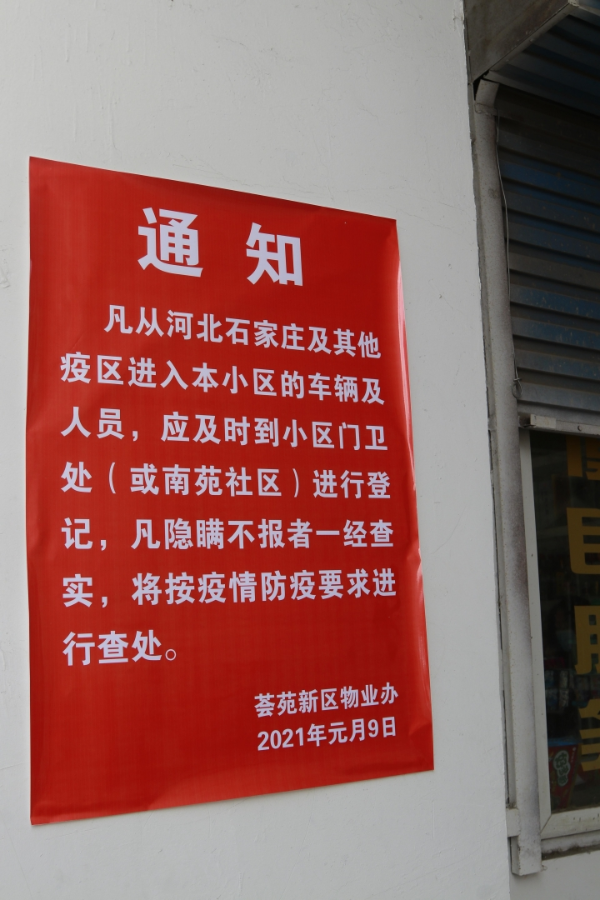 通知
凡从河北石家庄及其他
疫区进入本小区的车辆及
人员，应及时到小区门卫
处（或南苑社区）进行登
记，凡隐瞒不报者一经查
实，将按疫情防疫要求进
行查处。
荟苑新区物业办
2021年元月9日